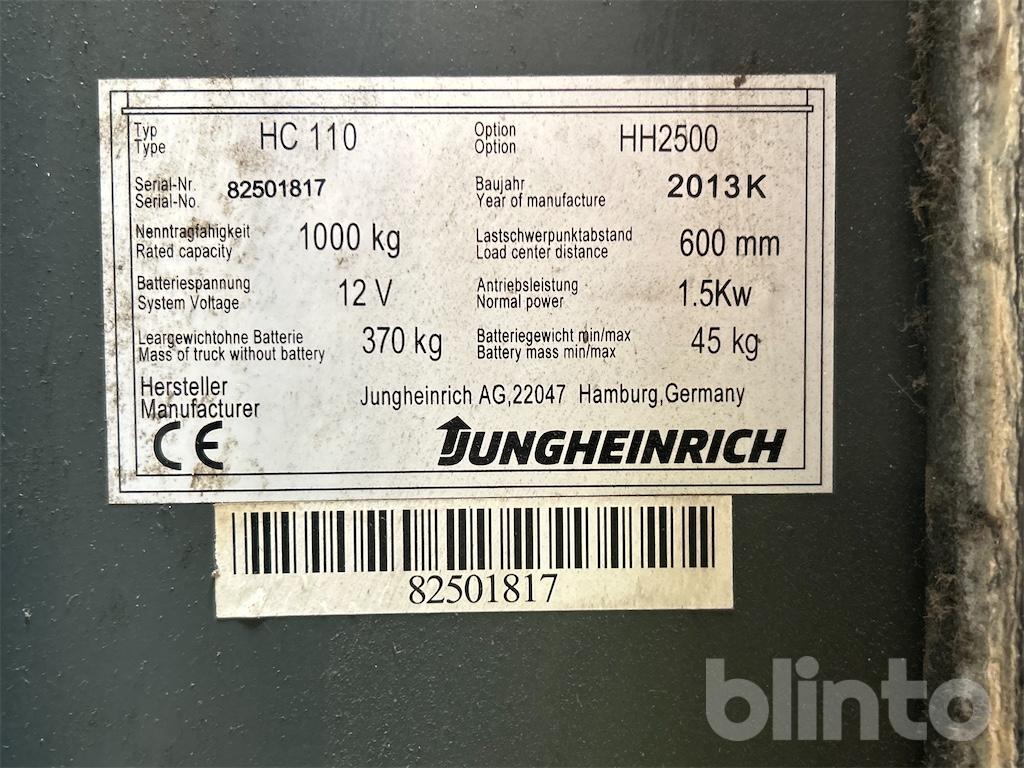 Typ HC 110 Option HH2500
Type Option
Serial-Nr. 82501817 Baujahr 2013 K
Serial-No. Year of manufacture
Nenntragfahigkeit 1000 kg Lastschwerpunktabstand 600 mm
Rated capacity Load center distance
Batteriespannung 12 V Antriebsleistung 1.5Kw
System Voltage Normal power
Leargewichtohne Batterie 370 kg Batteriegewicht min/max 45 kg
Mass of truck without battery Battery mass min/max
Hersteller Jungheinrich AG,22047 Hamburg,Germany
Manufacturer
CE JUNGHEINRICH
82501817
blinto